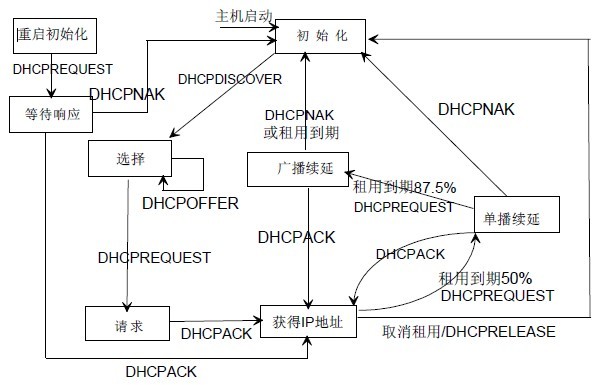 主机启动
重启初始化
初 始 化
DHCPREQUEST
DHCPDISCOVER
等待响应
DHCPNAK
DHCPNAK
或租用到期
DHCPNAK
选择
广播续延
租用到期87.5%
DHCPREQUEST
DHCPOFFER
单播续延
DHCPACK
DHCPREQUEST
DHCPACK
租用到期50%
DHCPREQUEST
请求
DHCPACK
获得IP地址
取消租用/DHCPRELEASE
DHCPACK